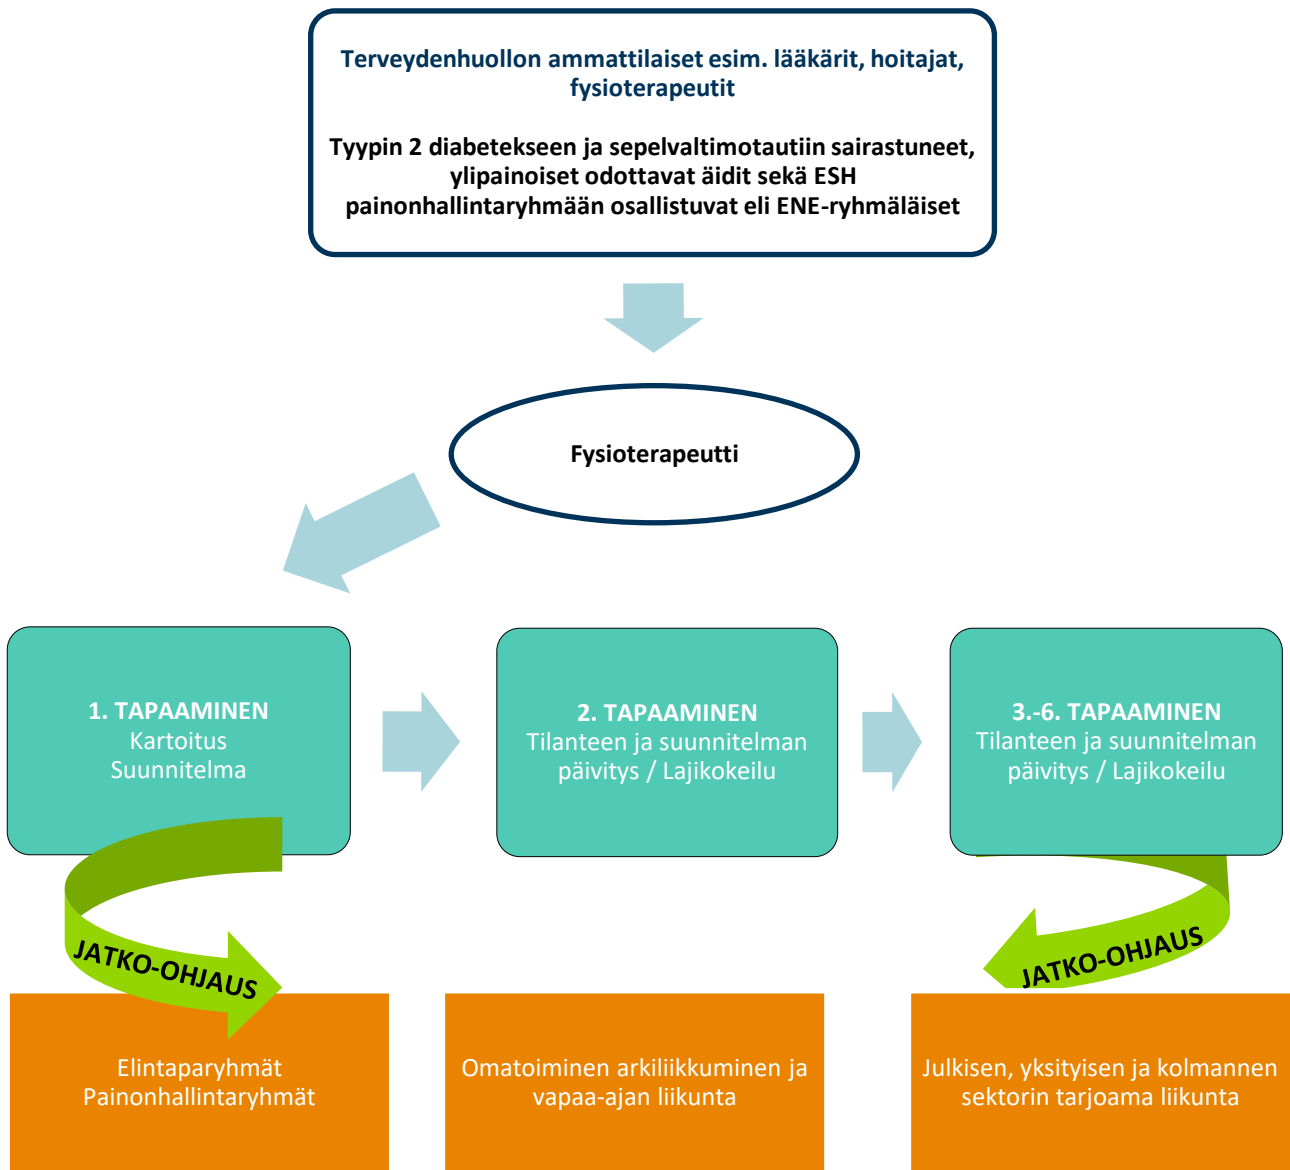 Terveydenhuollon ammattilaiset esim. lääkärit, hoitajat,
fysioterapeutit
Tyypin 2 diabetekseen ja sepelvaltimotautiin sairastuneet,
ylipainoiset odottavat äidit sekä ESH
painonhallintaryhmään osallistuvat eli ENE-ryhmäläiset
Fysioterapeutti
1. TAPAAMINEN
Kartoitus
Suunnitelma
2. TAPAAMINEN
Tilanteen ja suunnitelman
päivitys / Lajikokeilu
3.-6. TAPAAMINEN
Tilanteen ja suunnitelman
päivitys / Lajikokeilu
JATKO-OHJAUS
JATKO-OHJAUS
Elintaparyhmät
Painonhallintaryhmät
Omatoiminen arkiliikkuminen ja
vapaa-ajan liikunta
Julkisen, yksityisen ja kolmannen
sektorin tarjoama liikunta